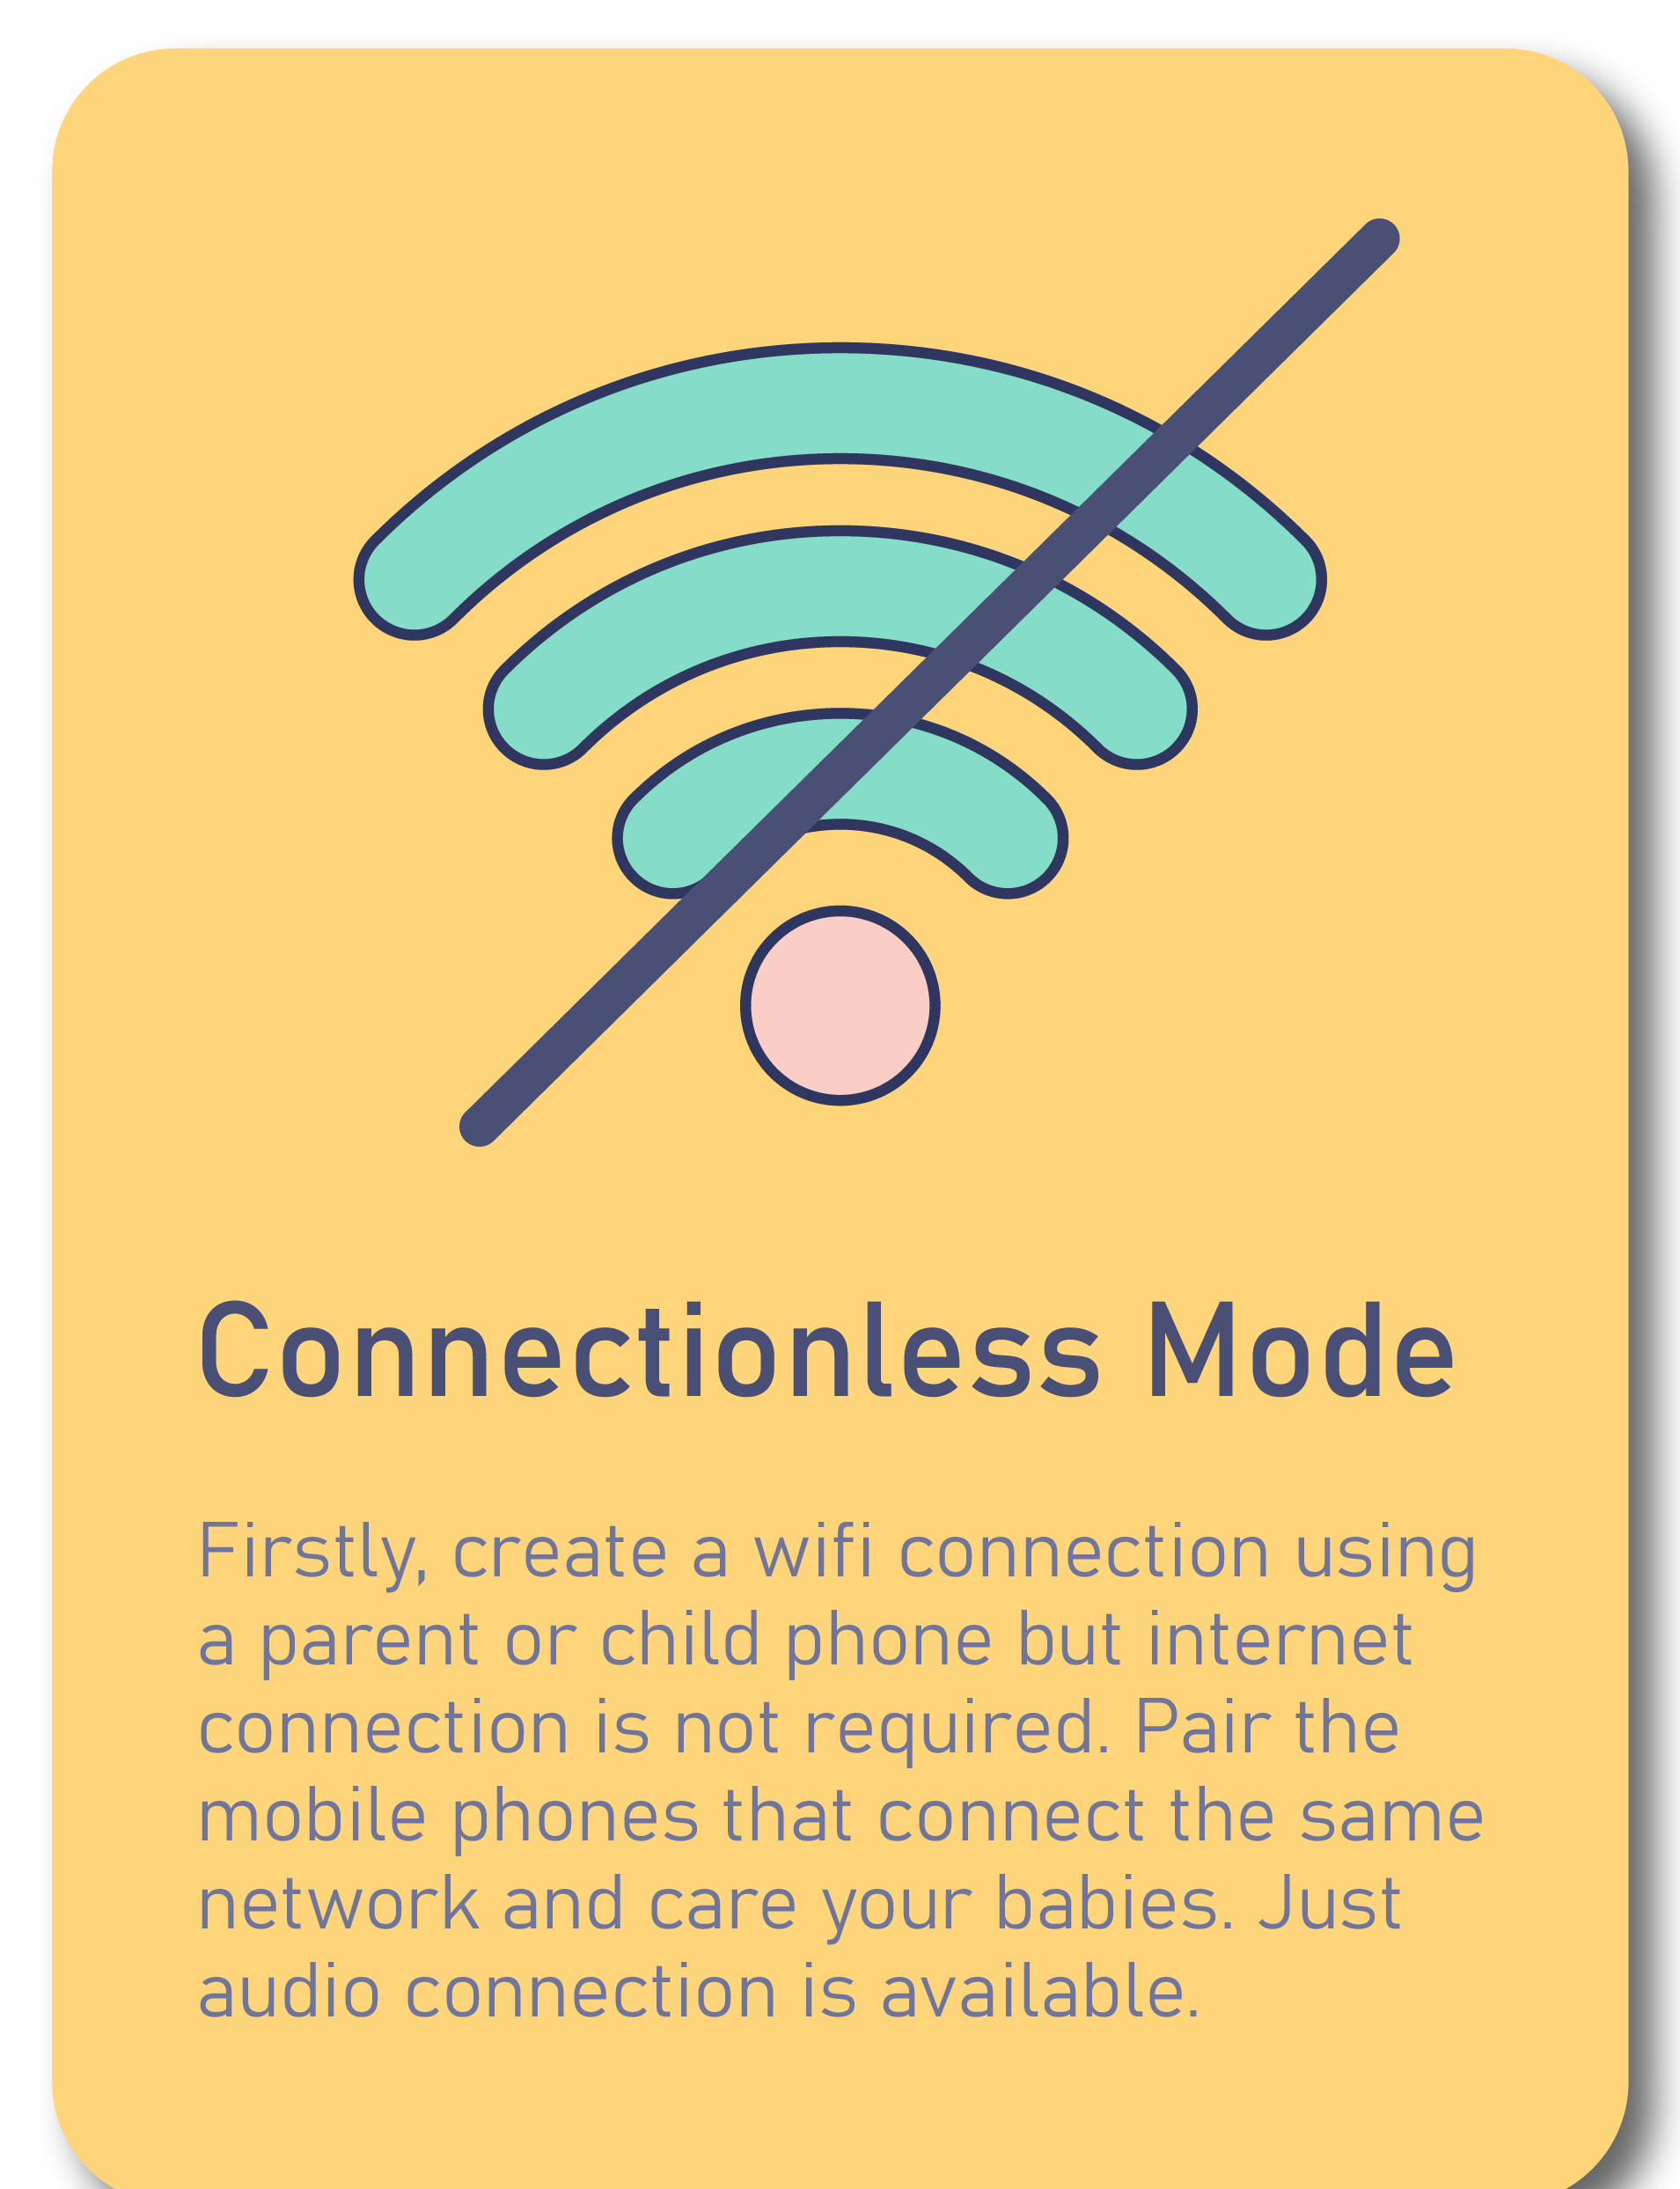 Connectionless Mode
Firstly, create a wifi connection using
a parent or child phone but internet
connection is not required. Pair the
mobile phones that connect the same
network and care your babies. Just
audio connection is available.